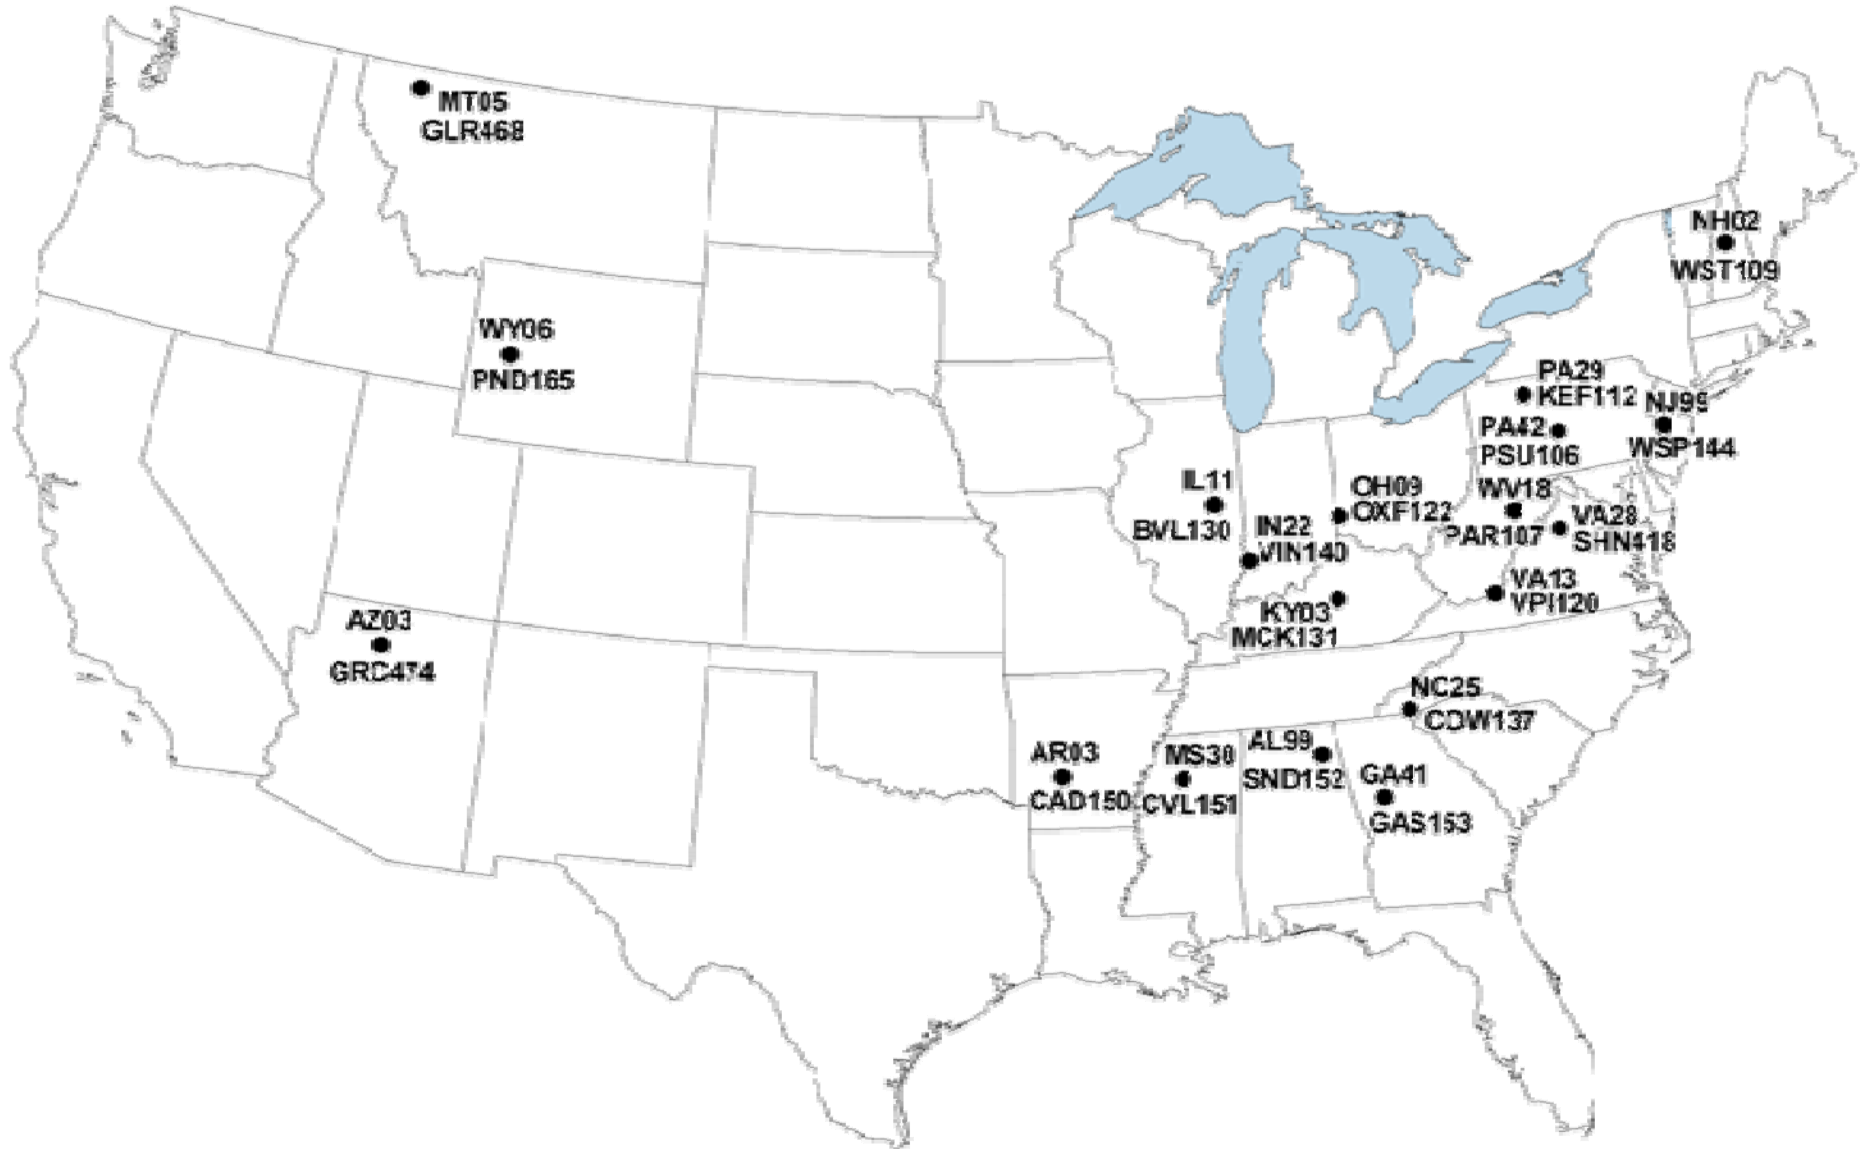 MT05
GLR468
NH02
WST109
WY06
PND165
PA29
KEF112
NJ99
WSP144
PA42
PSU106
IL11
BVL130
OH09
OXF122
WV18
PAR107
VA28
SHN418
IN22
VIN140
VA13
VPI120
KY03
MCK131
AZ03
GRC474
NC25
COW137
AR03
CAD150
MS30
CVL151
AL99
SND152
GA41
GAS153